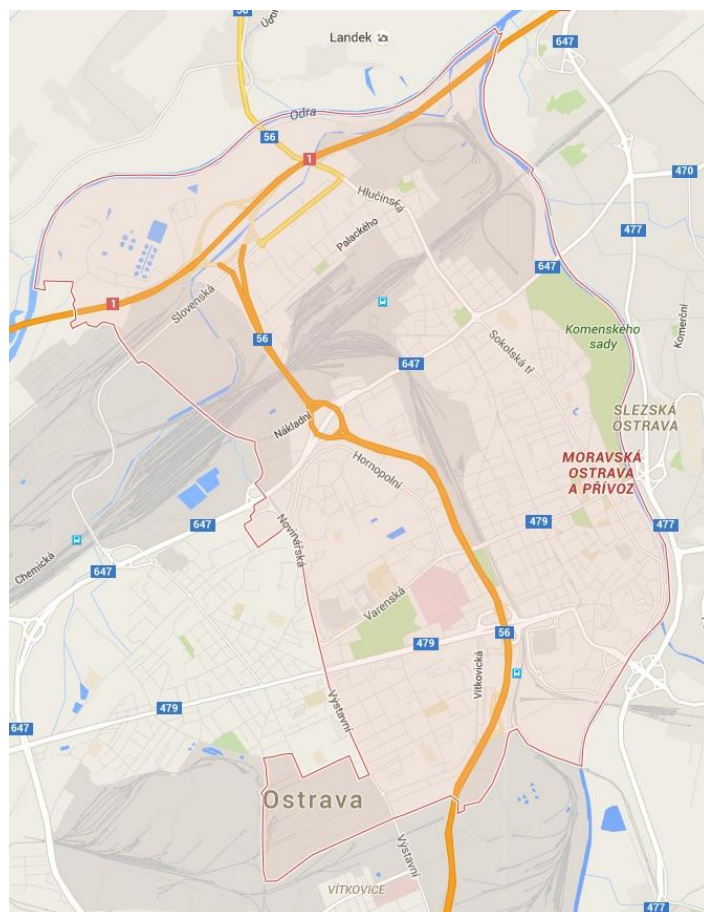 56
Údol
Landek
647
Odra
56
1
470
Hlučínská
477
Palackého
647
1
Slovenská
56
Komerční
Komenského
sady
Sokolská tř
647
SLEZSKÁ
OSTRAVA
Nákladní
MORAVSKÁ
OSTRAVA
A PŘÍVOZ
Hornopolní
479
477
647
Novinářská
Chemická
647
Varenská
56
479
Vítkovická
479
Výstavní
647
Ostrava
Výstavní
VÍTKOVICE
477